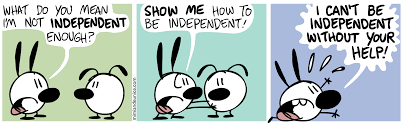 WHAT DO YOU MEAN
I'M NOT INDEPENDENT
ENOUGH?
SHOW ME HOW TO
BE INDEPENDENT!
I CAN'T BE
INDEPENDENT
WITHOUT YOUR
HELP!